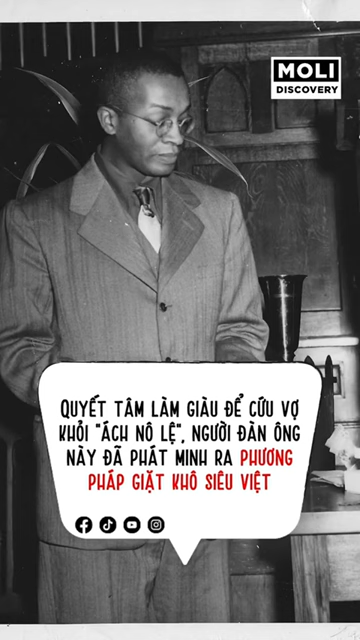 MOLI
DISCOVERY
QUYẾT TÂM LÀM GIÀU ĐỂ CỨU VỢ
KHỎI "ÁCH NÔ LỆ", NGƯỜI ĐÀN ÔNG
NÀY ĐÃ PHÁT MINH RA PHƯƠNG
PHÁP GIẶT KHÔ SIÊU VIỆT